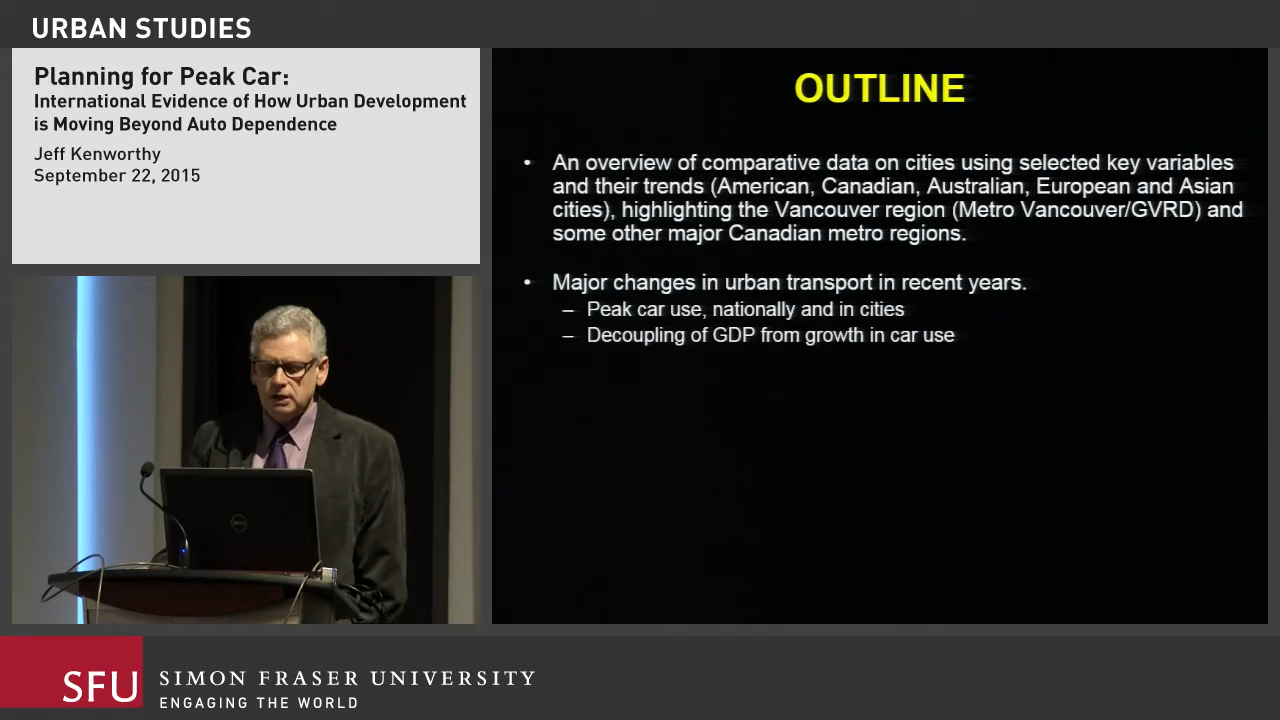 URBAN STUDIES
Planning for Peak Car:
International Evidence of How Urban Development
is Moving Beyond Auto Dependence
Jeff Kenworthy
September 22, 2015
OUTLINE
• An overview of comparative data on cities using selected key variables
and their trends (American, Canadian, Australian, European and Asian
cities), highlighting the Vancouver region (Metro Vancouver/GVRD) and
some other major Canadian metro regions.
• Major changes in urban transport in recent years.
– Peak car use, nationally and in cities
– Decoupling of GDP from growth in car use
DELL
SFU
SIMON FRASER UNIVERSITY
ENGAGING THE WORLD